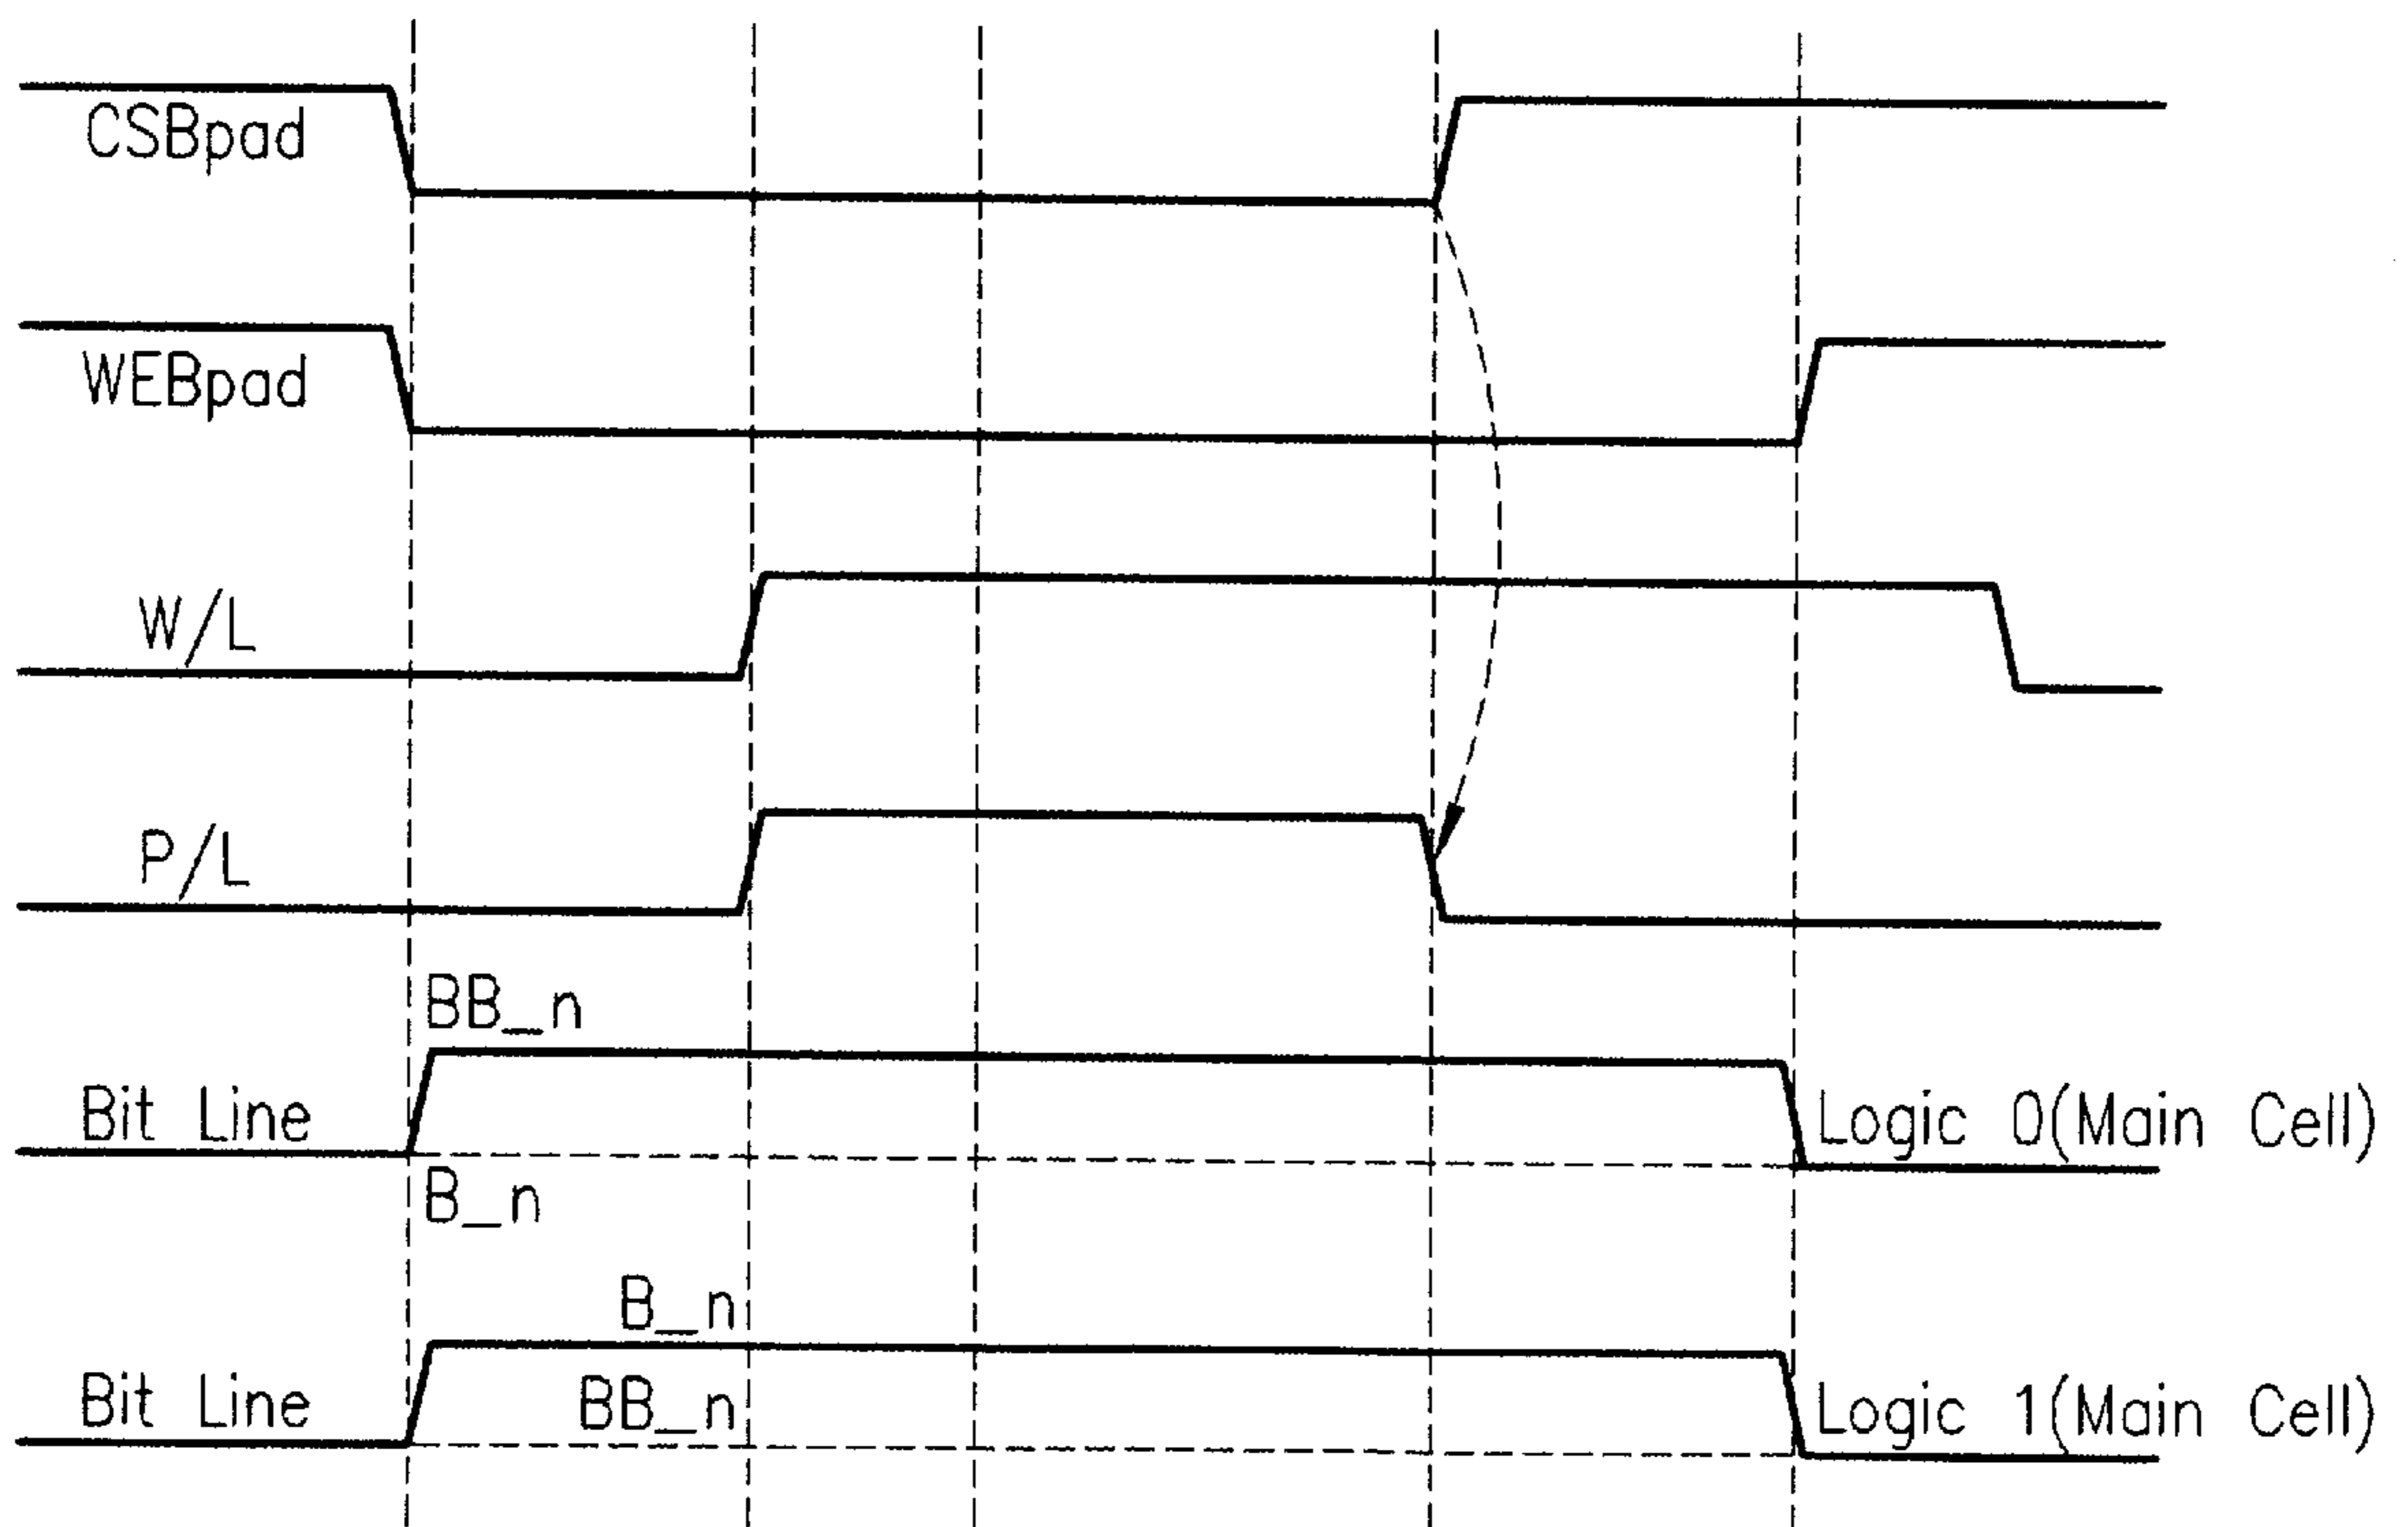 CSBpad
WEBpad
W/L
P/L
BB_n
Bit Line
Logic 0(Main Cell)
B_n
B_n
Bit Line
BB_n
Logic 1(Main Cell)